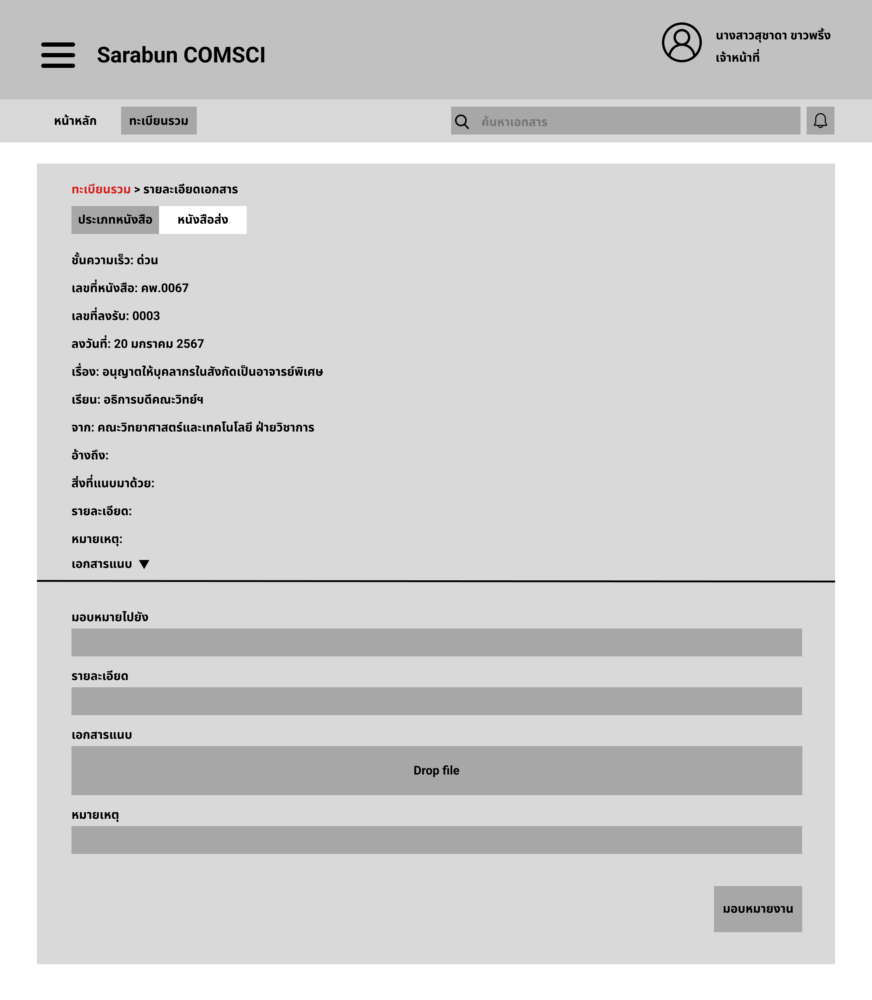 Sarabun COMSCI
นางสาวสุชาดา ขาวพริ้ง
เจ้าหน้าที่
หน้าหลัก
ทะเบียนรวม
ค้นหาเอกสาร
ทะเบียนรวม > รายละเอียดเอกสาร
ประเภทหนังสือ
หนังสือส่ง
ชั้นความเร็ว: ด่วน
เลขที่หนังสือ: คพ.0067
เลขที่ลงรับ: 0003
ลงวันที่: 20 มกราคม 2567
เรื่อง: อนุญาตให้บุคลากรในสังกัดเป็นอาจารย์พิเศษ
เรียน: อธิการบดีคณะวิทย์ฯ
จาก: คณะวิทยาศาสตร์และเทคโนโลยี ฝ่ายวิชาการ
อ้างถึง:
สิ่งที่แนบมาด้วย:
รายละเอียด:
หมายเหตุ:
เอกสารแนบ
มอบหมายไปยัง
รายละเอียด
เอกสารแนบ
Drop file
หมายเหตุ
มอบหมายงาน